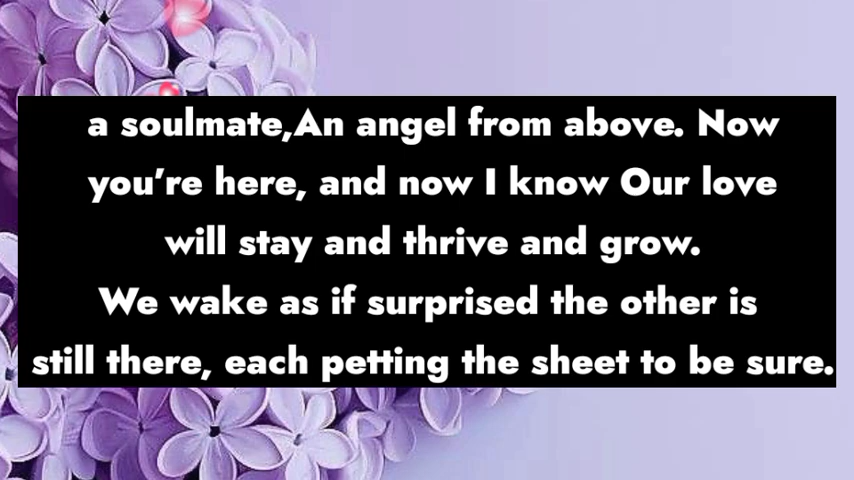 a soulmate,An angel from above. Now
you're here, and now I know Our love
will stay and thrive and grow.
We wake as if surprised the other is
still there, each petting the sheet to be sure.